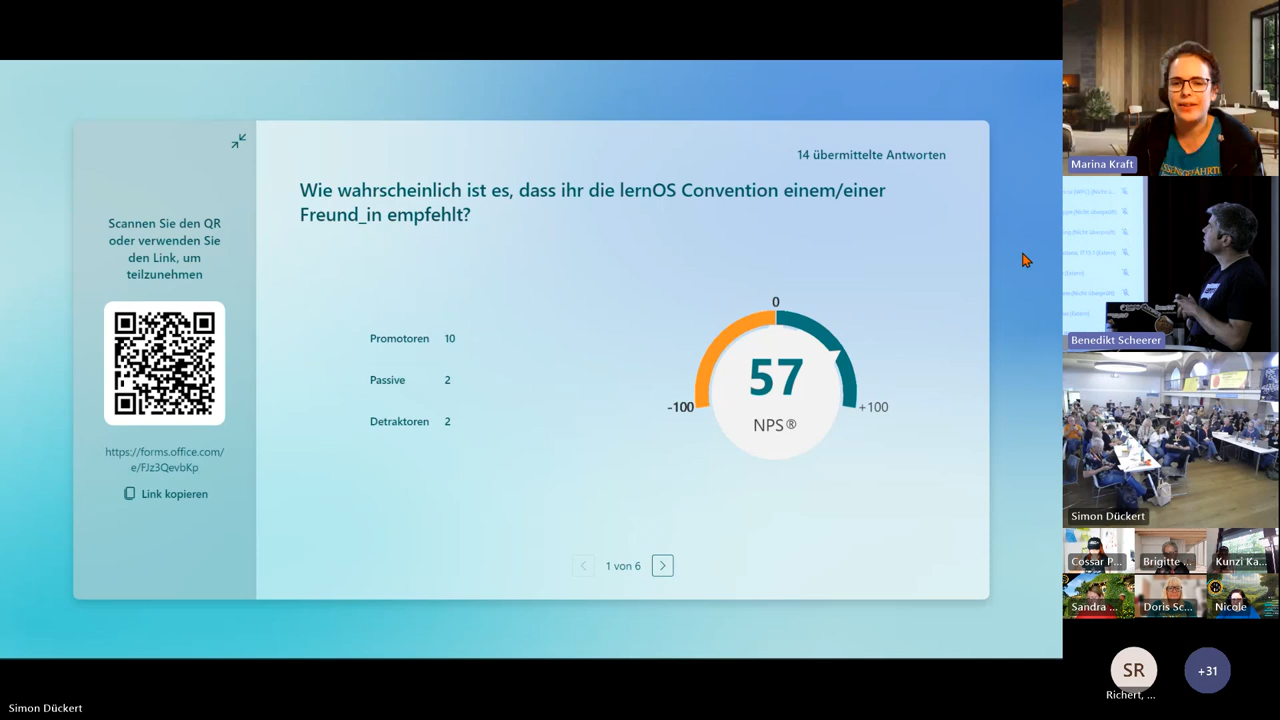 14 übermittelte Antworten
Wie wahrscheinlich ist es, dass ihr die lernOS Convention einem/einer
Freund_in empfehlt?
Scannen Sie den QR
oder verwenden Sie
den Link, um
teilzunehmen
https://forms.office.com/
e/FJz3QevbKp
Link kopieren
Promotoren 10
Passive 2
Detraktoren 2
0
57
NPS®
-100
+100
1 von 6
Marina Kraft
Benedikt Scheerer
Simon Dückert
Cossar P...
Brigitte ...
Kunzi Ka...
Sandra ...
Doris Sc...
Nicole
SR
Richert, ...
+31
Simon Dückert